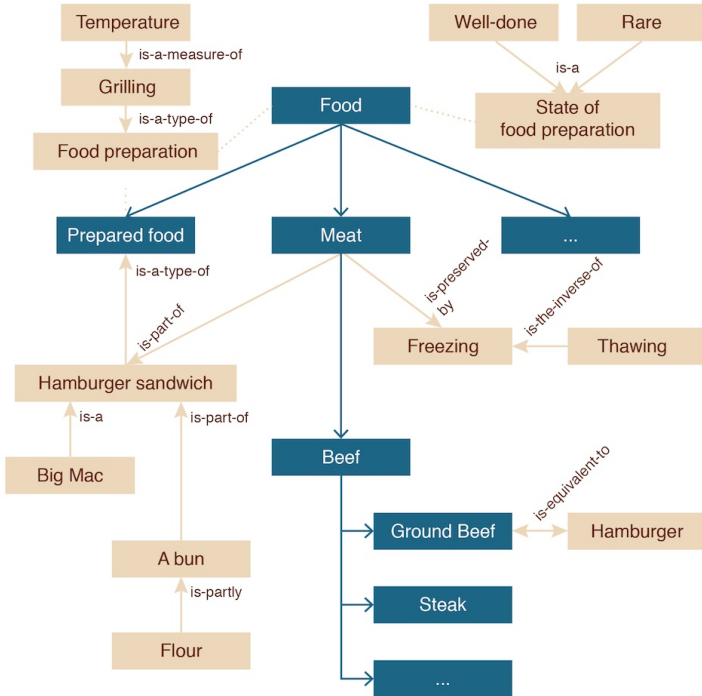 Temperature
Well-done
Rare
is-a-measure-of
is-a
Grilling
Food
State of
food preparation
is-a-type-of
Food preparation
Prepared food
Meat
...
is-a-type-of
is-preserved-
by
is-the-inverse-of
is-part-of
Freezing
Thawing
Hamburger sandwich
is-a
is-part-of
Beef
Big Mac
is-equivalent-to
Ground Beef
Hamburger
A bun
is-partly
Steak
Flour
...